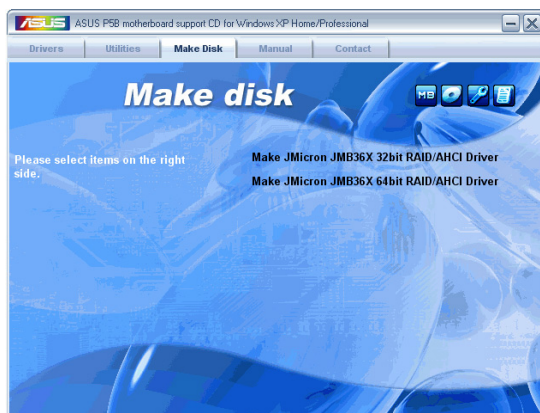 ASUS ASUS P5B motherboard support CD for Windows XP Home/Professional
Drivers Utilities Make Disk Manual Contact
Make disk
MB
Please select items on the right
side.
Make JMicron JMB36X 32bit RAID/AHCI Driver
Make JMicron JMB36X 64bit RAID/AHCI Driver